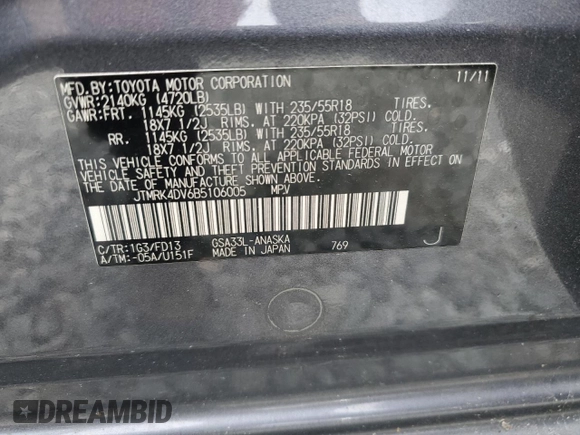 MFD.BY:TOYOTA MOTOR CORPORATION 11/11
GVWR:2140KG (4720LB)
GAWR:FRT. 1145KG (2535LB) WITH 235/55R18 TIRES.
18X7 1/2J RIMS. AT 220KPA (32PSI) COLD.
RR. 1145KG (2535LB) WITH 235/55R18 TIRES.
18X7 1/2J RIMS. AT 220KPA (32PSI) COLD.
THIS VEHICLE CONFORMS TO ALL APPLICABLE FEDERAL MOTOR
VEHICLE SAFETY AND THEFT PREVENTION STANDARDS IN EFFECT ON
THE DATE OF MANUFACTURE SHOWN ABOVE.
JTMRK4DV6B5106005 MPV
C/TR:1G3/FD13 GSA33L-ANASKA
A/TM:-05A/U151F MADE IN JAPAN 769 J
DREAMBID